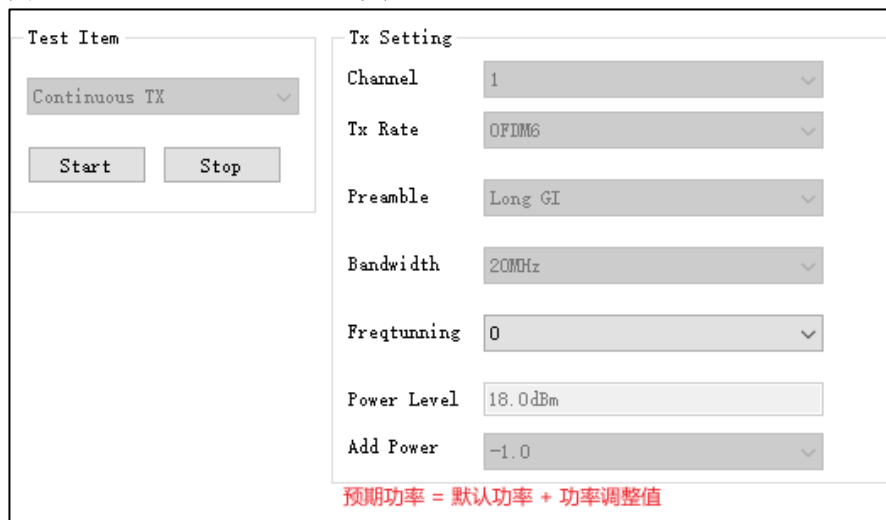 Test Item
Continuous TX
Start Stop
Tx Setting
Channel 1
Tx Rate OFDM6
Preamble Long GI
Bandwidth 20MHz
Freqtunning 0
Power Level 18.0dBm
Add Power -1.0
预期功率 = 默认功率 + 功率调整值